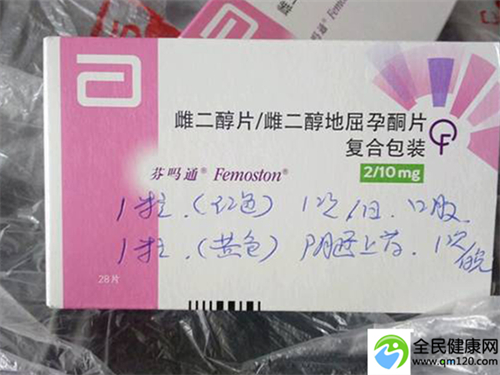 雌二醇片/雌二醇地屈孕酮片
复合包装
芬吗通® Femoston®
2/10 mg
1粒.(红色) 1次/日. 口服
1粒.(黄色) 阴道上药. 1次/晚
28片
全民健康网
www.qm120.com